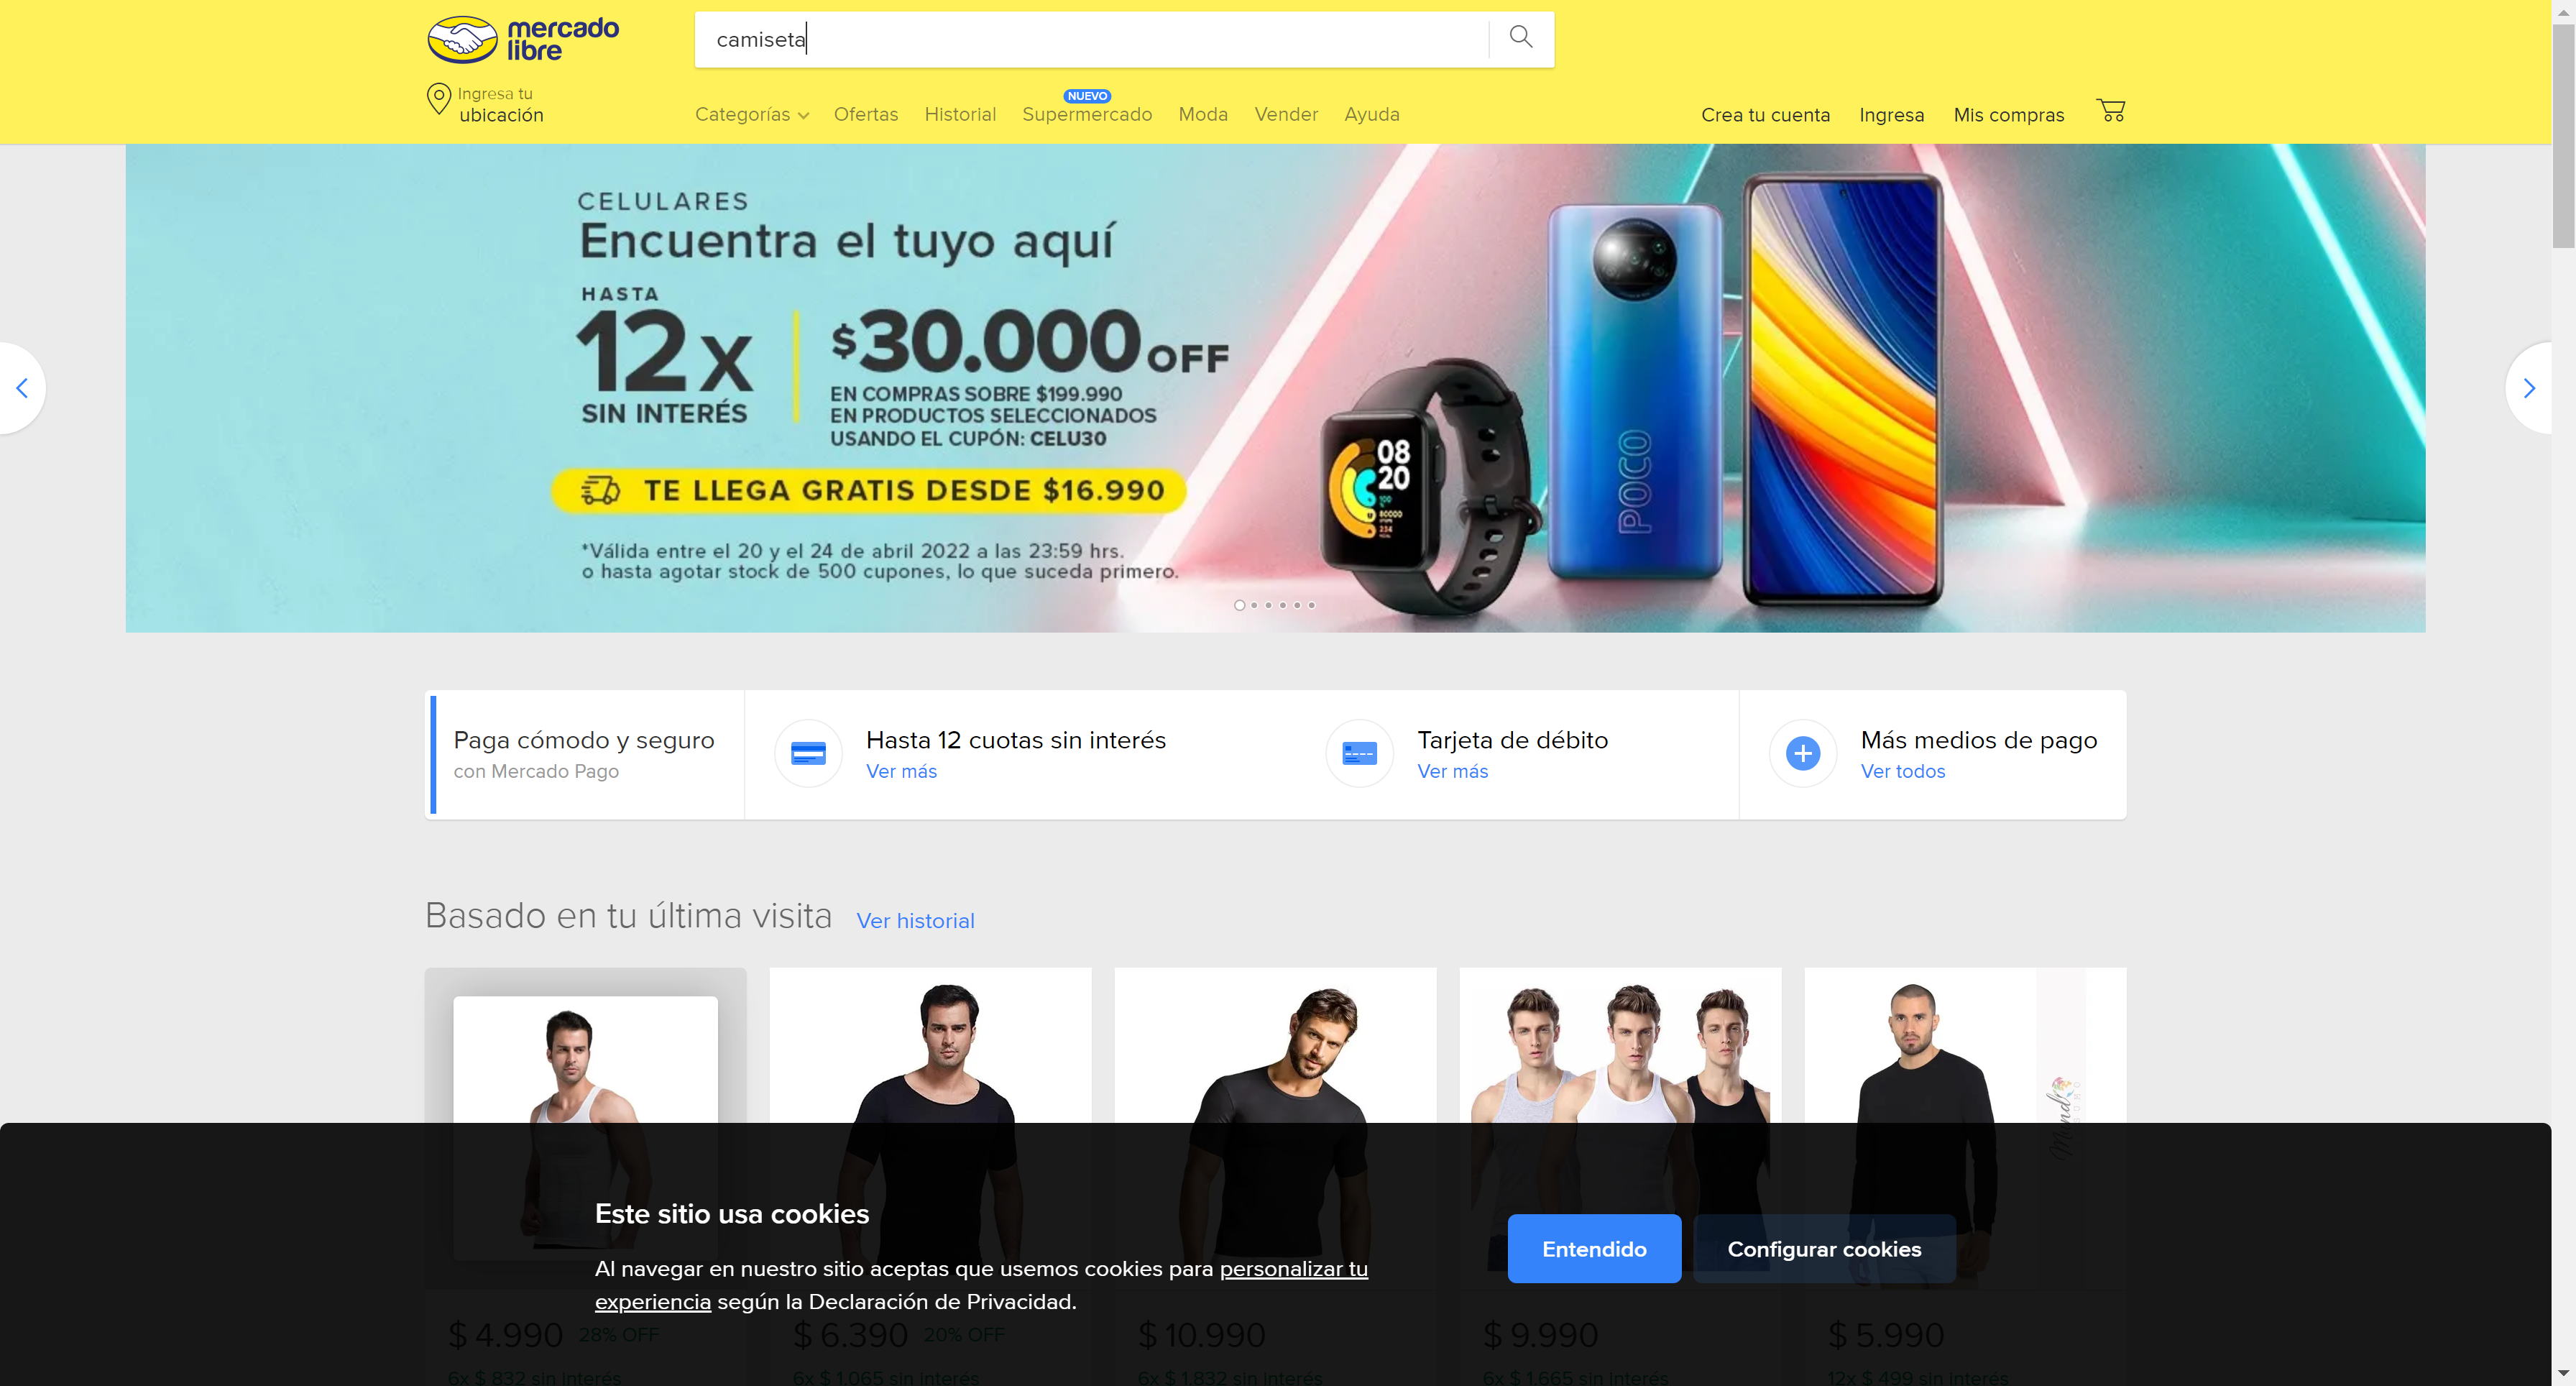 mercado
libre
camiseta
Ingresa tu
ubicación
Categorías
Ofertas
Historial
NUEVO
Supermercado
Moda
Vender
Ayuda
Crea tu cuenta
Ingresa
Mis compras
CELULARES
Encuentra el tuyo aquí
HASTA
12 x
SIN INTERÉS
$30.000 OFF
EN COMPRAS SOBRE $199.990
EN PRODUCTOS SELECCIONADOS
USANDO EL CUPÓN: CELU30
TE LLEGA GRATIS DESDE $16.990
*Válida entre el 20 y el 24 de abril 2022 a las 23:59 hrs.
o hasta agotar stock de 500 cupones, lo que suceda primero.
08
20
POCO
Paga cómodo y seguro
con Mercado Pago
Hasta 12 cuotas sin interés
Ver más
Tarjeta de débito
Ver más
Más medios de pago
Ver todos
Basado en tu última visita
Ver historial
Este sitio usa cookies
Al navegar en nuestro sitio aceptas que usemos cookies para personalizar tu
experiencia según la Declaración de Privacidad.
Entendido
Configurar cookies
$ 4.990 28% OFF
6x $ 832 sin interés
$ 6.390 20% OFF
6x $ 1.065 sin interés
$ 10.990
6x $ 1.832 sin interés
$ 9.990
6x $ 1.665 sin interés
$ 5.990
12x $ 499 sin interés